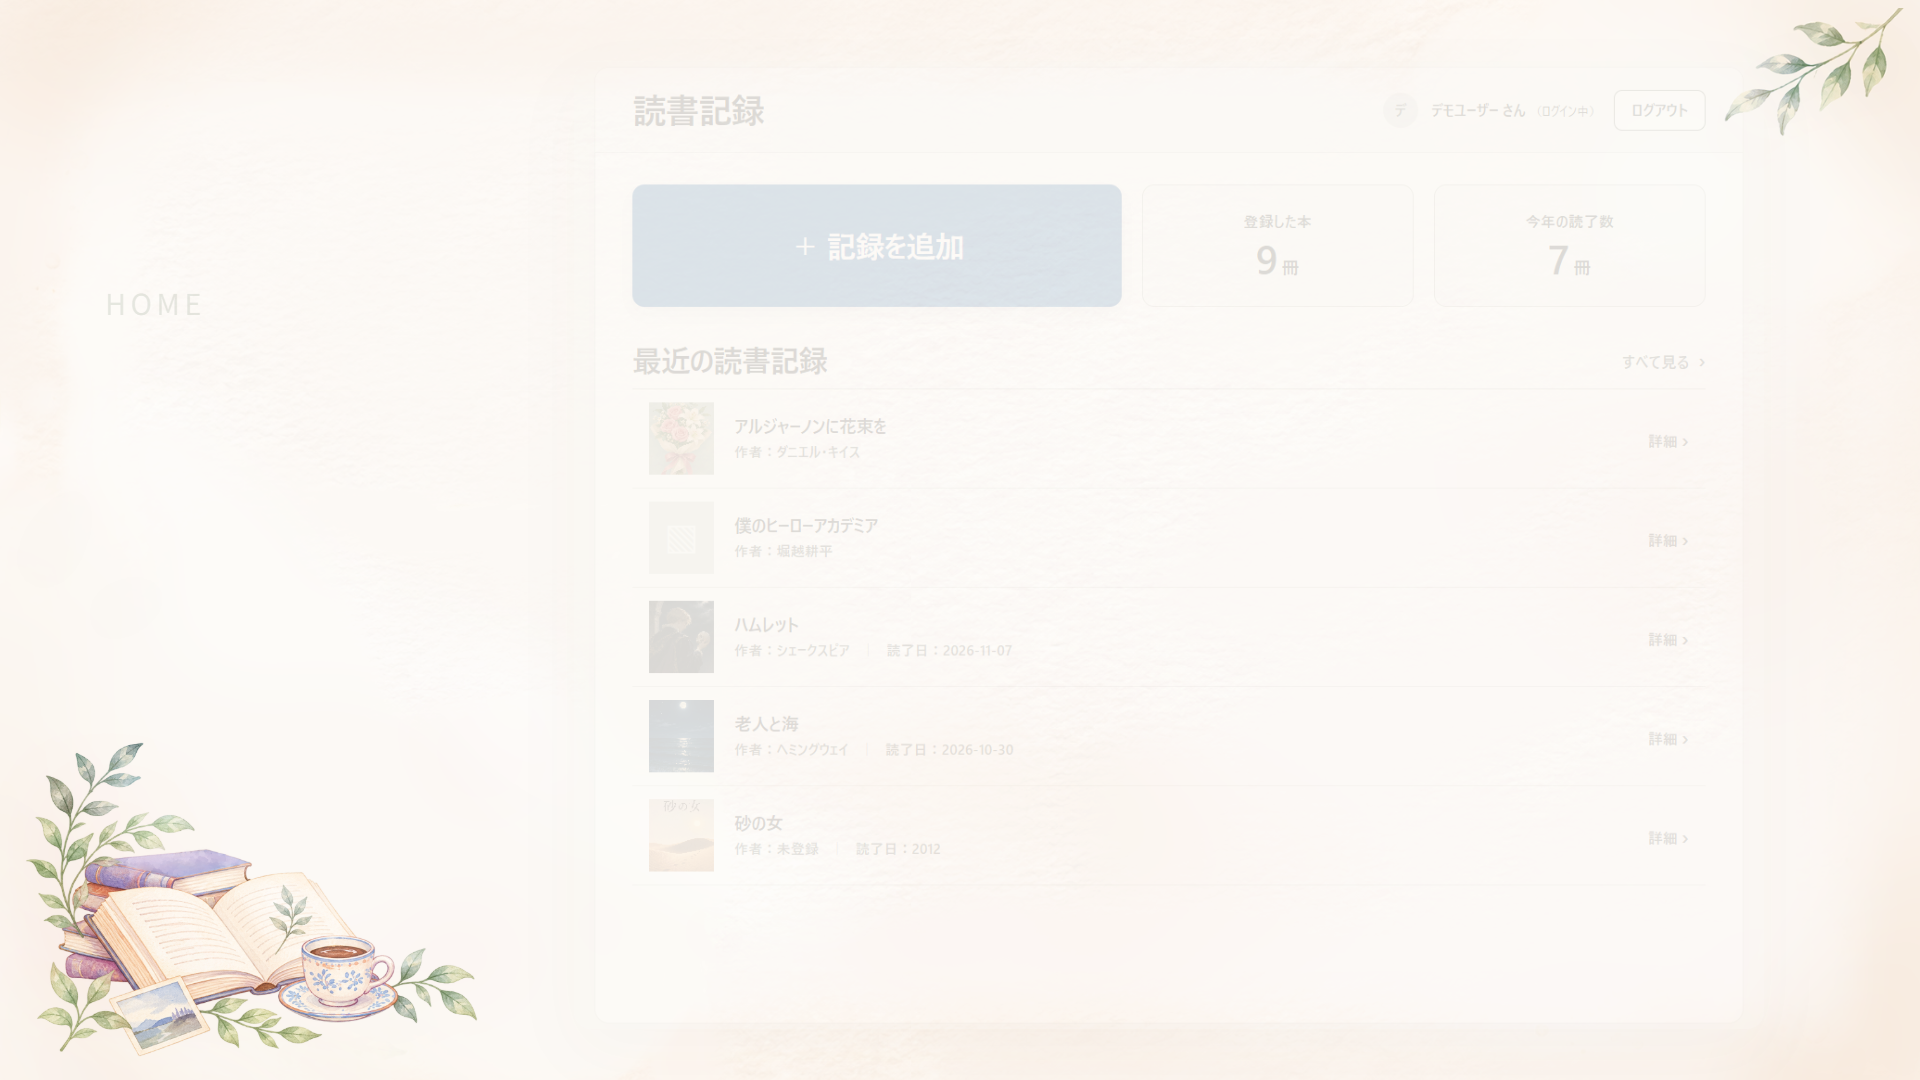 読書記録
デ デモユーザー さん (ログイン中) ログアウト
HOME
+ 記録を追加
登録した本
9 冊
今年の読了数
7 冊
最近の読書記録
すべて見る ›
アルジャーノンに花束を
作者：ダニエル・キイス
詳細 ›
僕のヒーローアカデミア
作者：堀越耕平
詳細 ›
ハムレット
作者：シェークスピア | 読了日：2026-11-07
詳細 ›
老人と海
作者：ヘミングウェイ | 読了日：2026-10-30
詳細 ›
砂の女
砂の女
作者：未登録 | 読了日：2012
詳細 ›